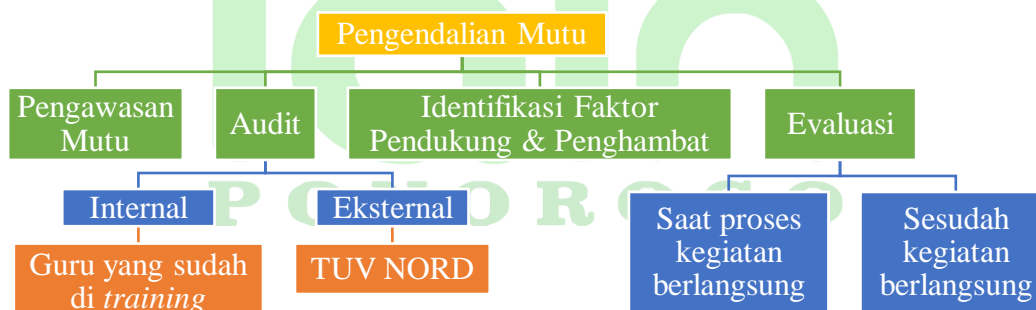 Pengendalian Mutu
Pengawasan
Mutu
Audit
Identifikasi Faktor
Pendukung & Penghambat
Evaluasi
Internal
Eksternal
Guru yang sudah
di training
TUV NORD
Saat proses
kegiatan
berlangsung
Sesudah
kegiatan
berlangsung